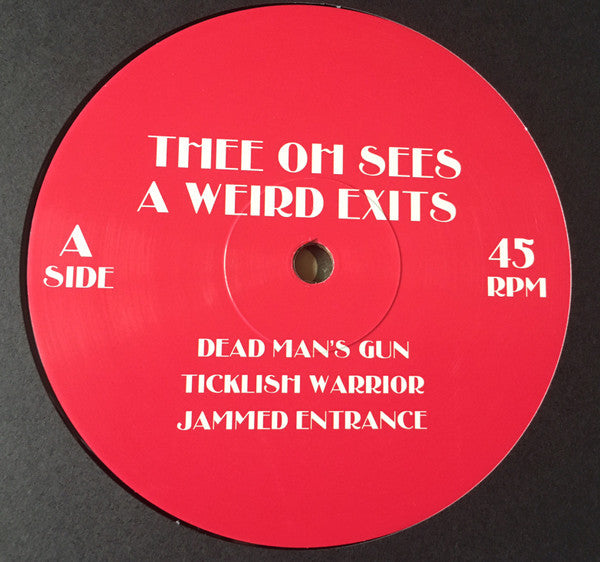 THEE OH SEES
A WEIRD EXITS
A
SIDE
45
RPM
DEAD MAN'S GUN
TICKLISH WARRIOR
JAMMED ENTRANCE